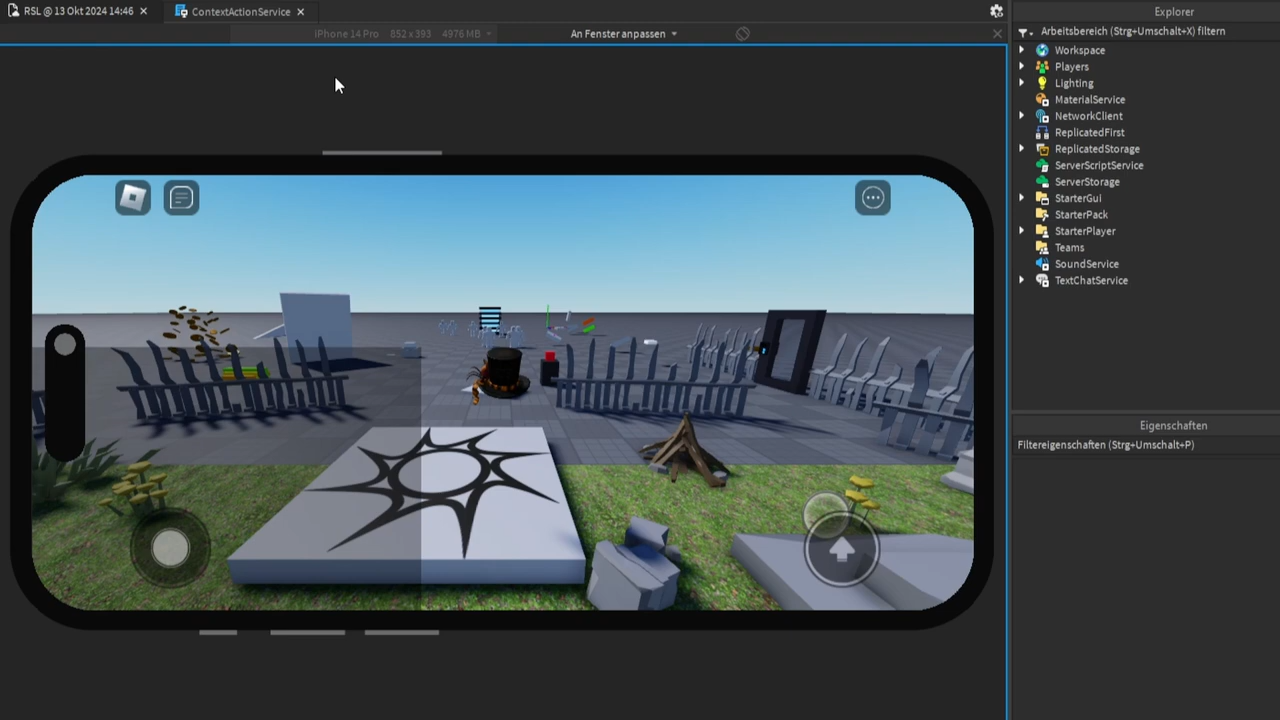 RSL @ 13 Okt 2024 14:46
ContextActionService
iPhone 14 Pro 852 x 393 4976 MB
An Fenster anpassen
Explorer
Arbeitsbereich (Strg+Umschalt+X) filtern
Workspace
Players
Lighting
MaterialService
NetworkClient
ReplicatedFirst
ReplicatedStorage
ServerScriptService
ServerStorage
StarterGui
StarterPack
StarterPlayer
Teams
SoundService
TextChatService
Eigenschaften
Filtereigenschaften (Strg+Umschalt+P)